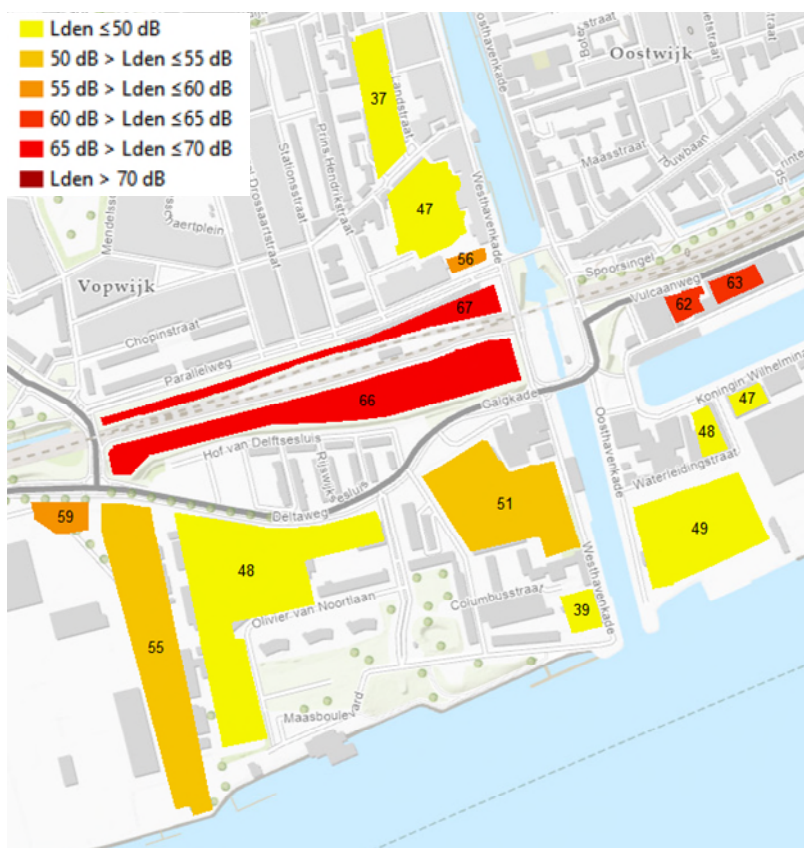 Lden ≤50 dB
50 dB > Lden ≤55 dB
55 dB > Lden ≤60 dB
60 dB > Lden ≤65 dB
65 dB > Lden ≤70 dB
Lden > 70 dB
Oostwijk
Westhavenkade
37
Landstraat
Prins Hendrikstraat
Stationsstraat
Maasstraat
47
Westhavenkade
56
Spoorsingel
Vopwijk
Vulcaanweg
62
63
67
Chopinstraat
Parallelweg
66
Galgkade
Koningin Wilhelmina
47
48
Hof van Delftsesluis
Oosthavenkade
Waterleidingstraat
51
49
59
Deltaweg
48
Westhavenkade
Columbusstraat
39
Olivier van Noortlaan
55
Maasboulevard